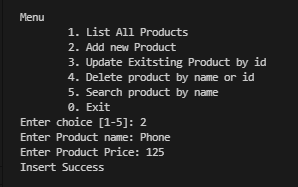 Menu
1. List All Products
2. Add new Product
3. Update Exitsting Product by id
4. Delete product by name or id
5. Search product by name
0. Exit
Enter choice [1-5]: 2
Enter Product name: Phone
Enter Product Price: 125
Insert Success